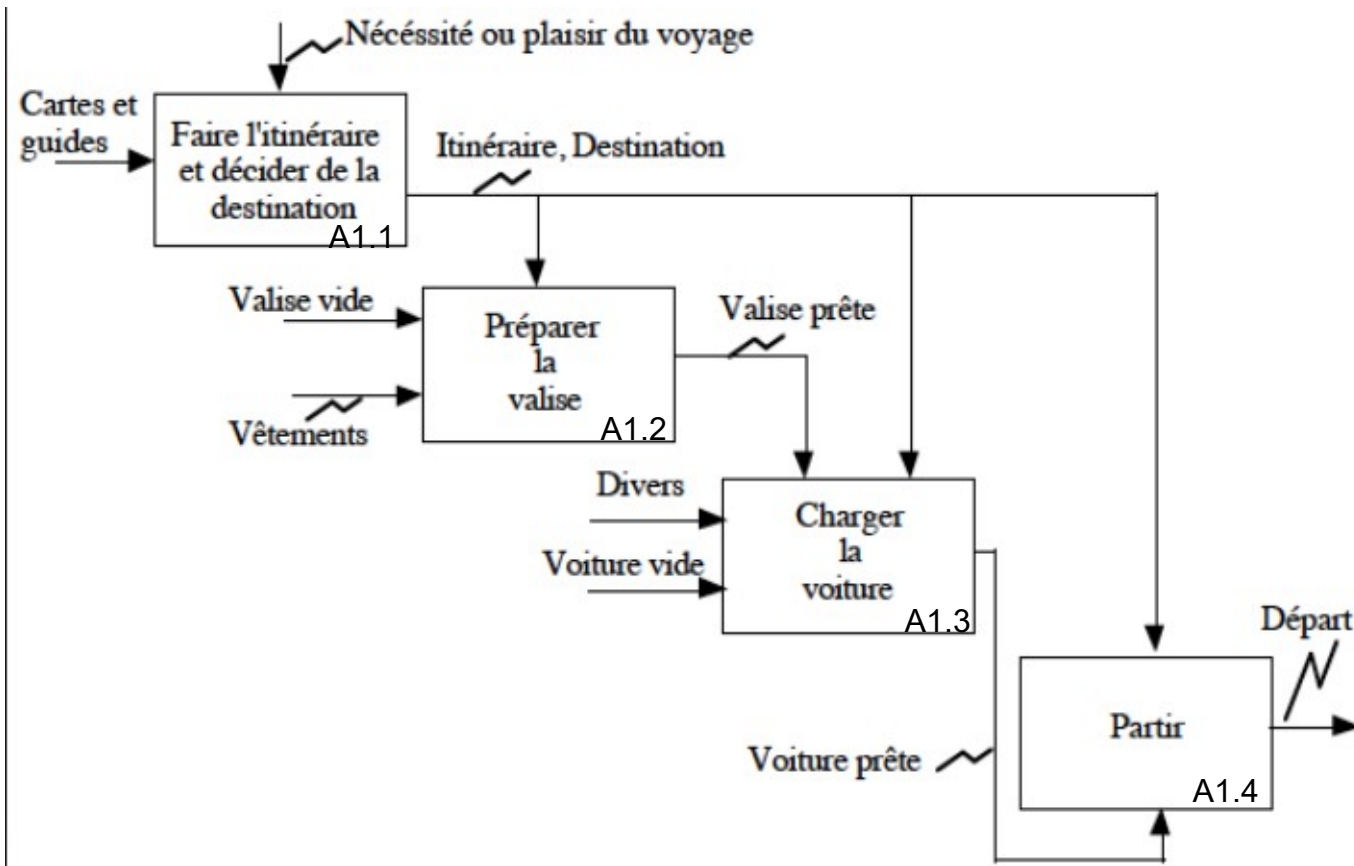 Nécéssité ou plaisir du voyage
Cartes et
guides
Faire l'itinéraire
et décider de la
destination
A1.1
Itinéraire, Destination
Valise vide
Vêtements
Préparer
la
valise
A1.2
Valise prête
Divers
Voiture vide
Charger
la
voiture
A1.3
Départ
Partir
A1.4
Voiture prête